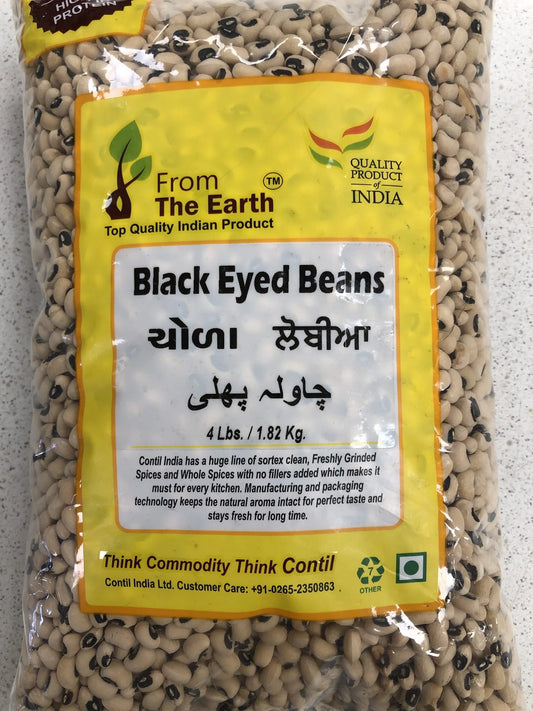 HIGH
PROTEIN
From
The Earth TM
Top Quality Indian Product
QUALITY
PRODUCT
of
INDIA
Black Eyed Beans
ચોળા ਲੋਬੀਆ
چاولہ پھلی
4 Lbs. / 1.82 Kg.
Contil India has a huge line of sortex clean, Freshly Grinded
Spices and Whole Spices with no fillers added which makes it
must for every kitchen. Manufacturing and packaging
technology keeps the natural aroma intact for perfect taste and
stays fresh for long time.
Think Commodity Think Contil
Contil India Ltd. Customer Care: +91-0265-2350863
7
OTHER